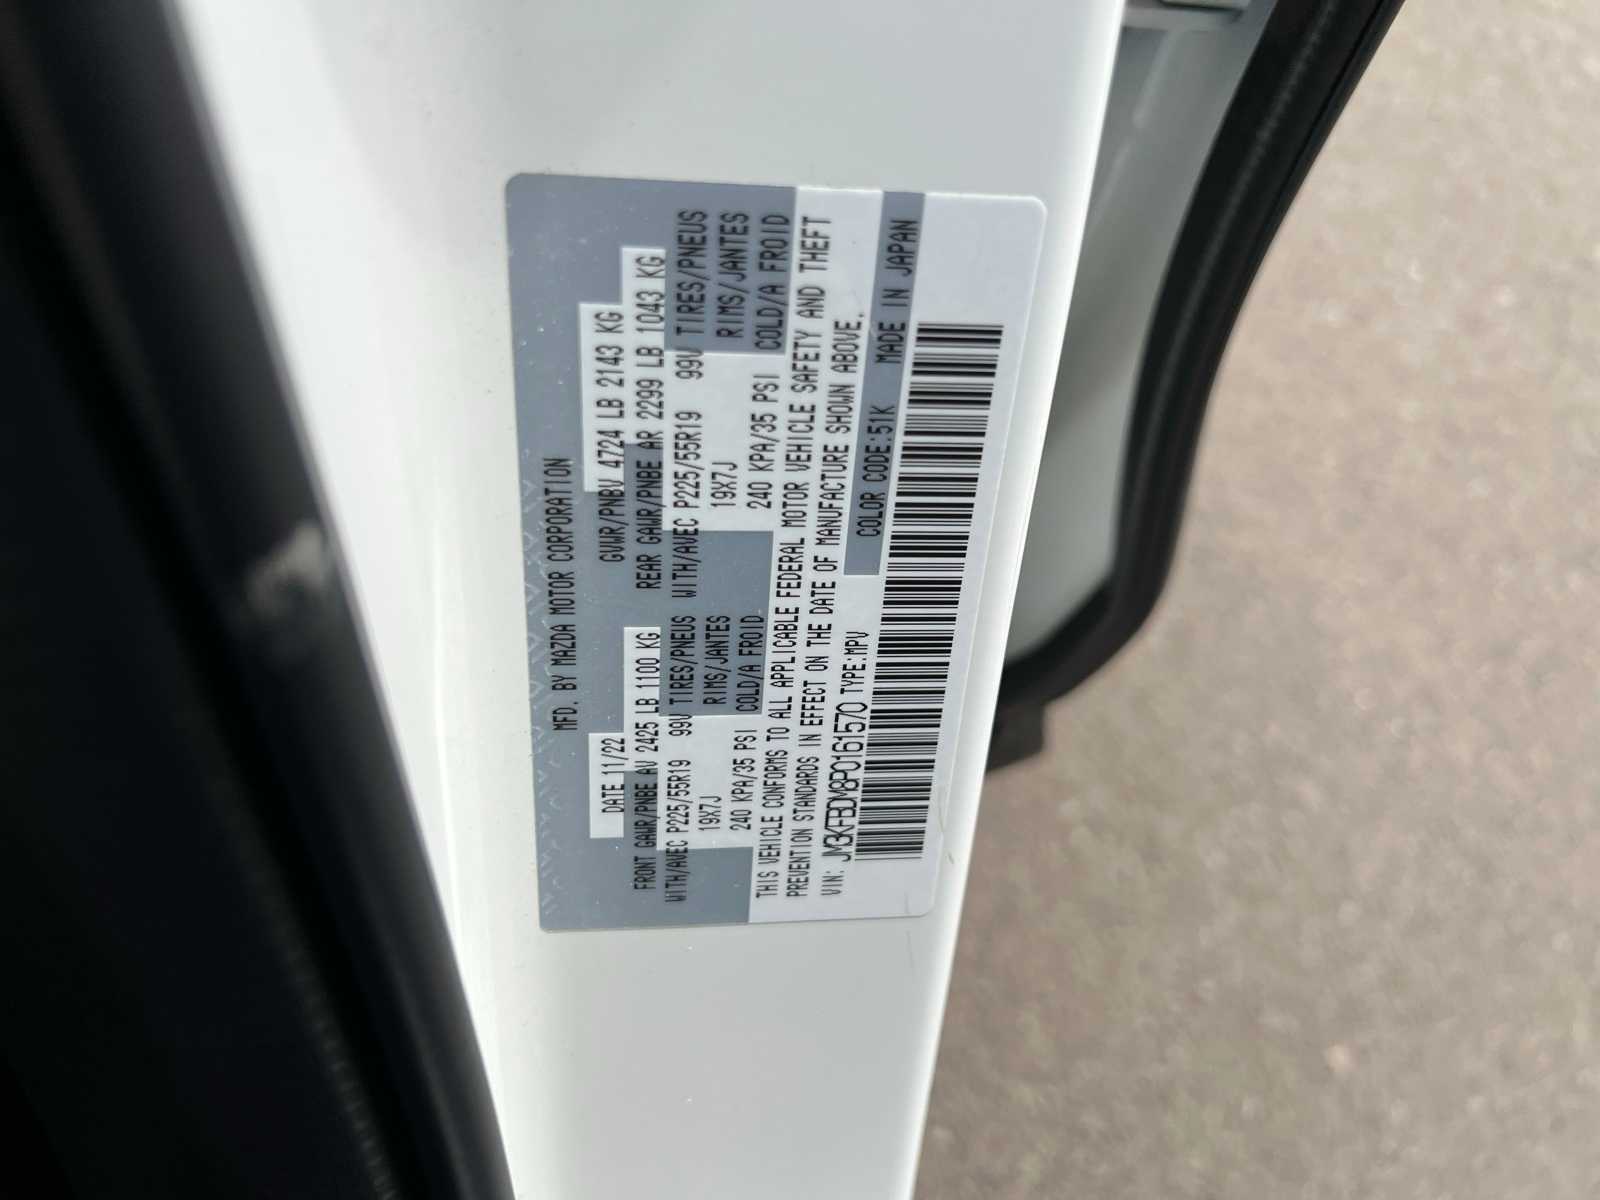 MFD. BY MAZDA MOTOR CORPORATION
DATE 11/22 GVWR/PNBV 4724 LB 2143 KG
FRONT GAWR/PNBE AV 2425 LB 1100 KG REAR GAWR/PNBE AR 2299 LB 1043 KG
WITH/AVEC P225/55R19 99V TIRES/PNEUS WITH/AVEC P225/55R19 99V TIRES/PNEUS
19X7J RIMS/JANTES 19X7J RIMS/JANTES
240 KPA/35 PSI COLD/A FROID 240 KPA/35 PSI COLD/A FROID
THIS VEHICLE CONFORMS TO ALL APPLICABLE FEDERAL MOTOR VEHICLE SAFETY AND THEFT
PREVENTION STANDARDS IN EFFECT ON THE DATE OF MANUFACTURE SHOWN ABOVE.
VIN: JM3KFBDM8P0161570 TYPE:MPV COLOR CODE:51K MADE IN JAPAN